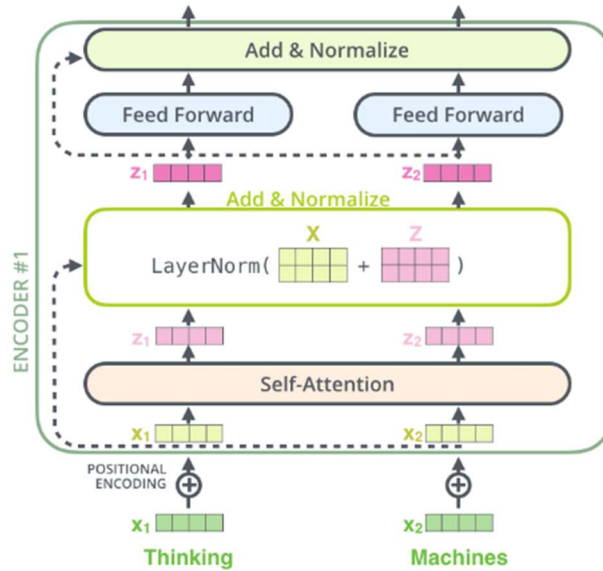 Add & Normalize
Feed Forward
Feed Forward
z1
z2
Add & Normalize
X
Z
LayerNorm( + )
ENCODER #1
z1
z2
Self-Attention
x1
x2
POSITIONAL
ENCODING
x1
x2
Thinking
Machines